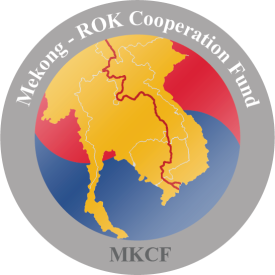 Mekong - ROK Cooperation Fund
MKCF